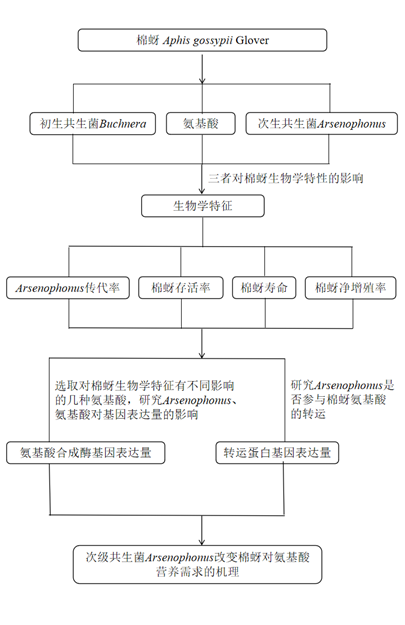 棉蚜 Aphis gossypii Glover
初生共生菌Buchnera
氨基酸
次生共生菌Arsenophonus
三者对棉蚜生物学特性的影响
生物学特征
Arsenophonus传代率
棉蚜存活率
棉蚜寿命
棉蚜净增殖率
选取对棉蚜生物学特征有不同影响
的几种氨基酸，研究Arsenophonus、
氨基酸对基因表达量的影响
研究Arsenophonus是
否参与棉蚜氨基酸
的转运
氨基酸合成酶基因表达量
转运蛋白基因表达量
次级共生菌Arsenophonus改变棉蚜对氨基酸
营养需求的机理